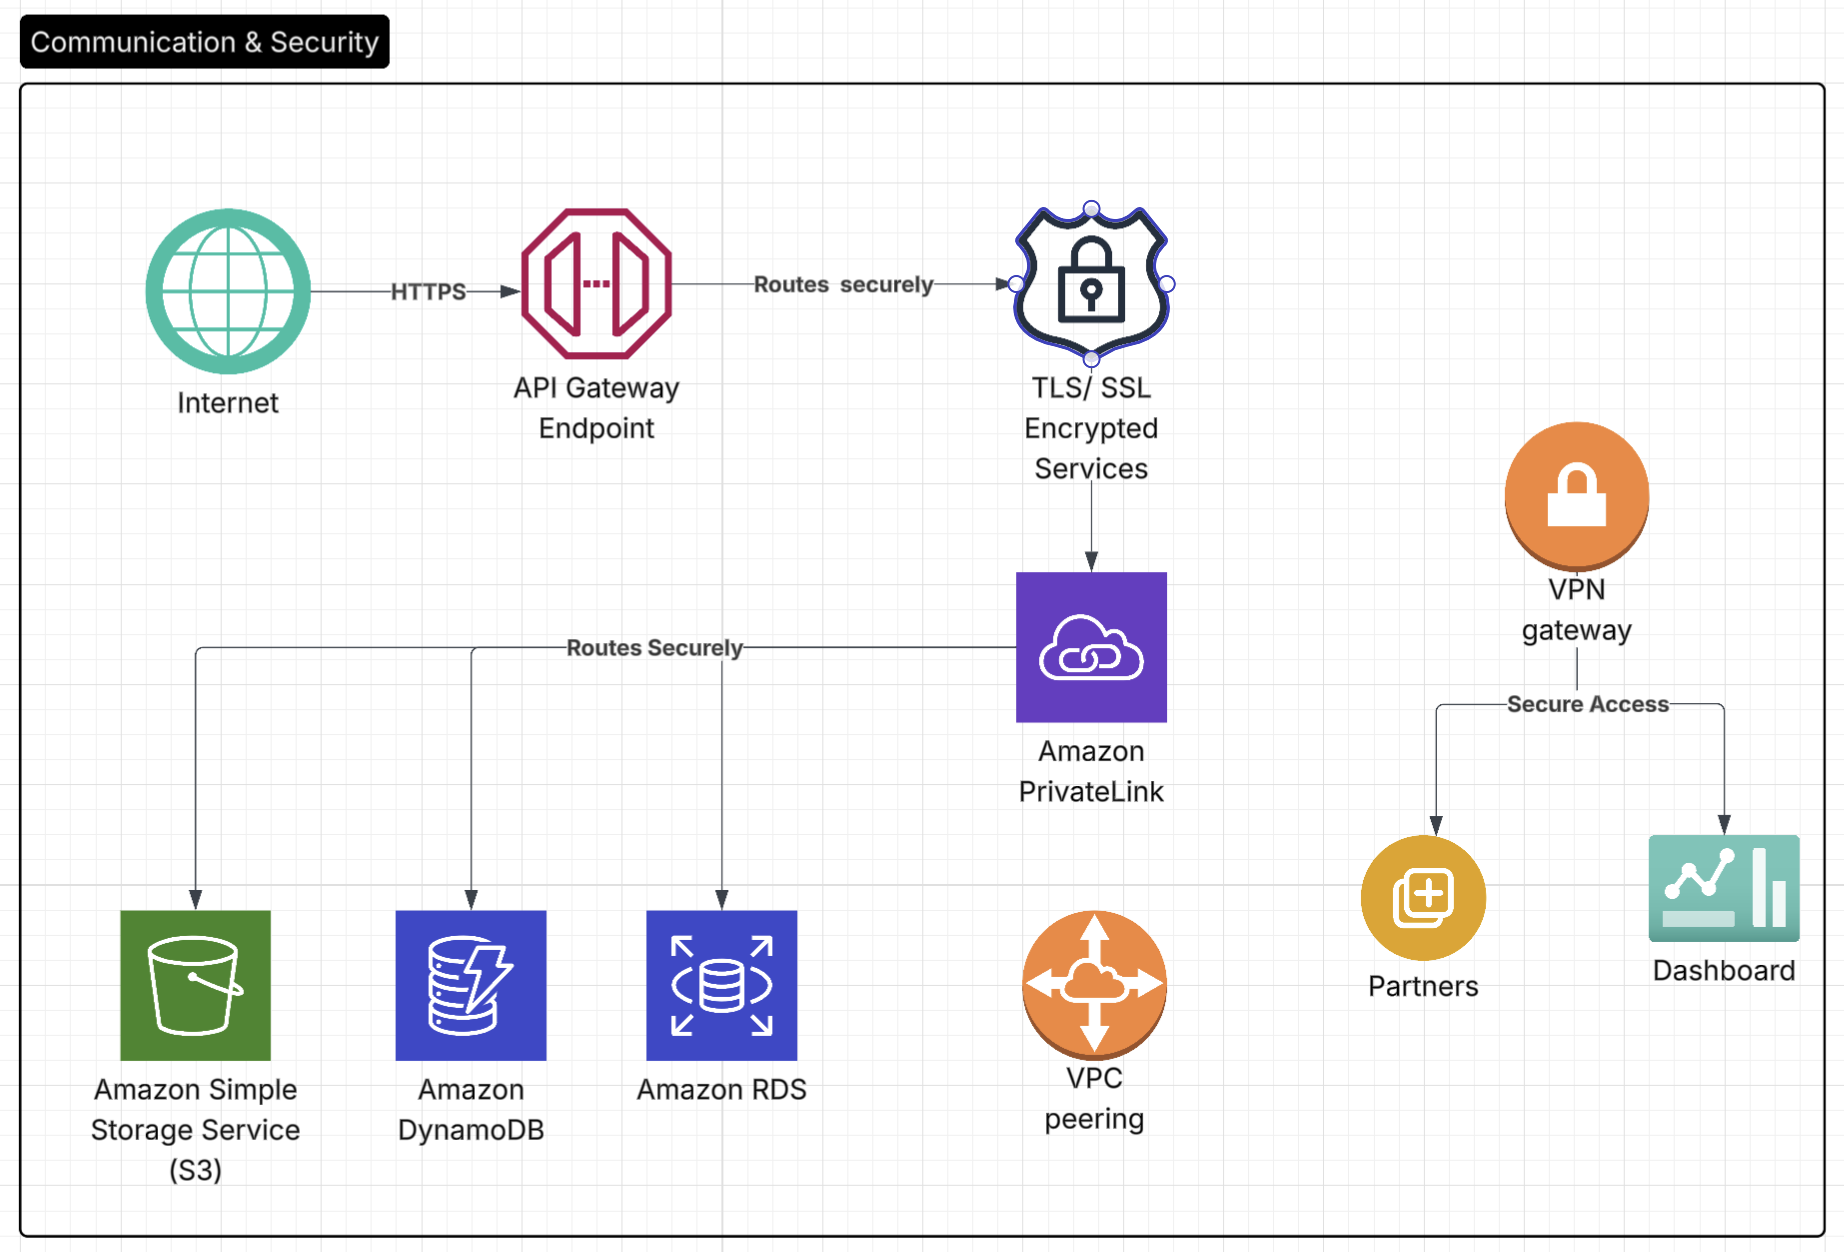 Communication & Security
Internet
HTTPS
API Gateway
Endpoint
Routes  securely
TLS/ SSL
Encrypted
Services
VPN
gateway
Secure Access
Routes Securely
Amazon
PrivateLink
Partners
Dashboard
Amazon Simple
Storage Service
(S3)
Amazon
DynamoDB
Amazon RDS
VPC
peering